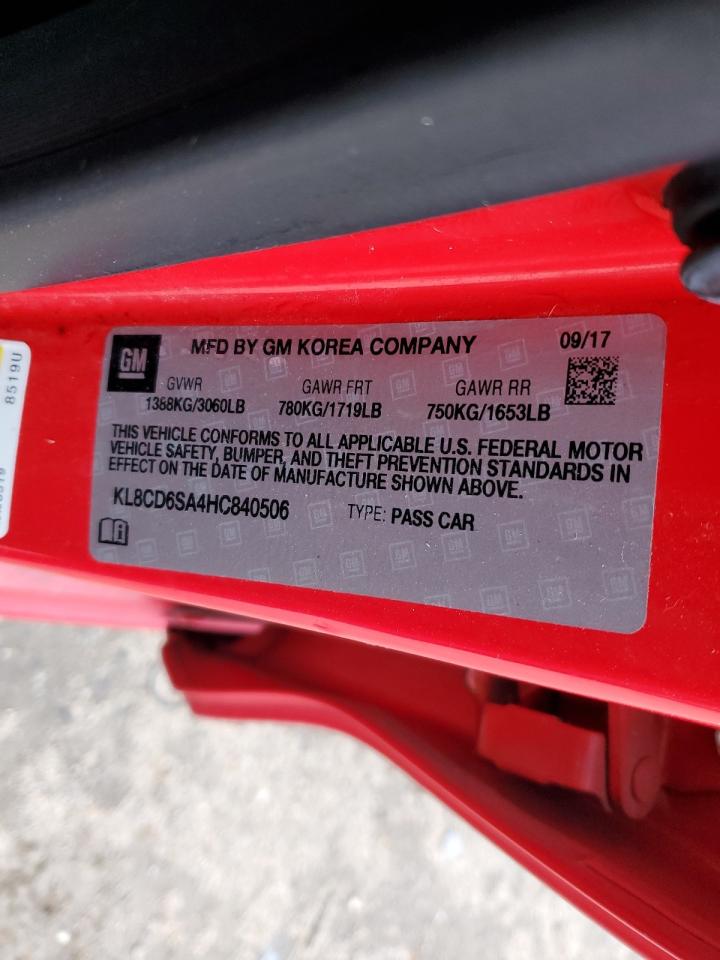 GM
MFD BY GM KOREA COMPANY
09/17
GVWR GAWR FRT GAWR RR
1388KG/3060LB 780KG/1719LB 750KG/1653LB
THIS VEHICLE CONFORMS TO ALL APPLICABLE U.S. FEDERAL MOTOR
VEHICLE SAFETY, BUMPER, AND THEFT PREVENTION STANDARDS IN
EFFECT ON THE DATE OF MANUFACTURE SHOWN ABOVE.
KL8CD6SA4HC840506 TYPE: PASS CAR
8519U